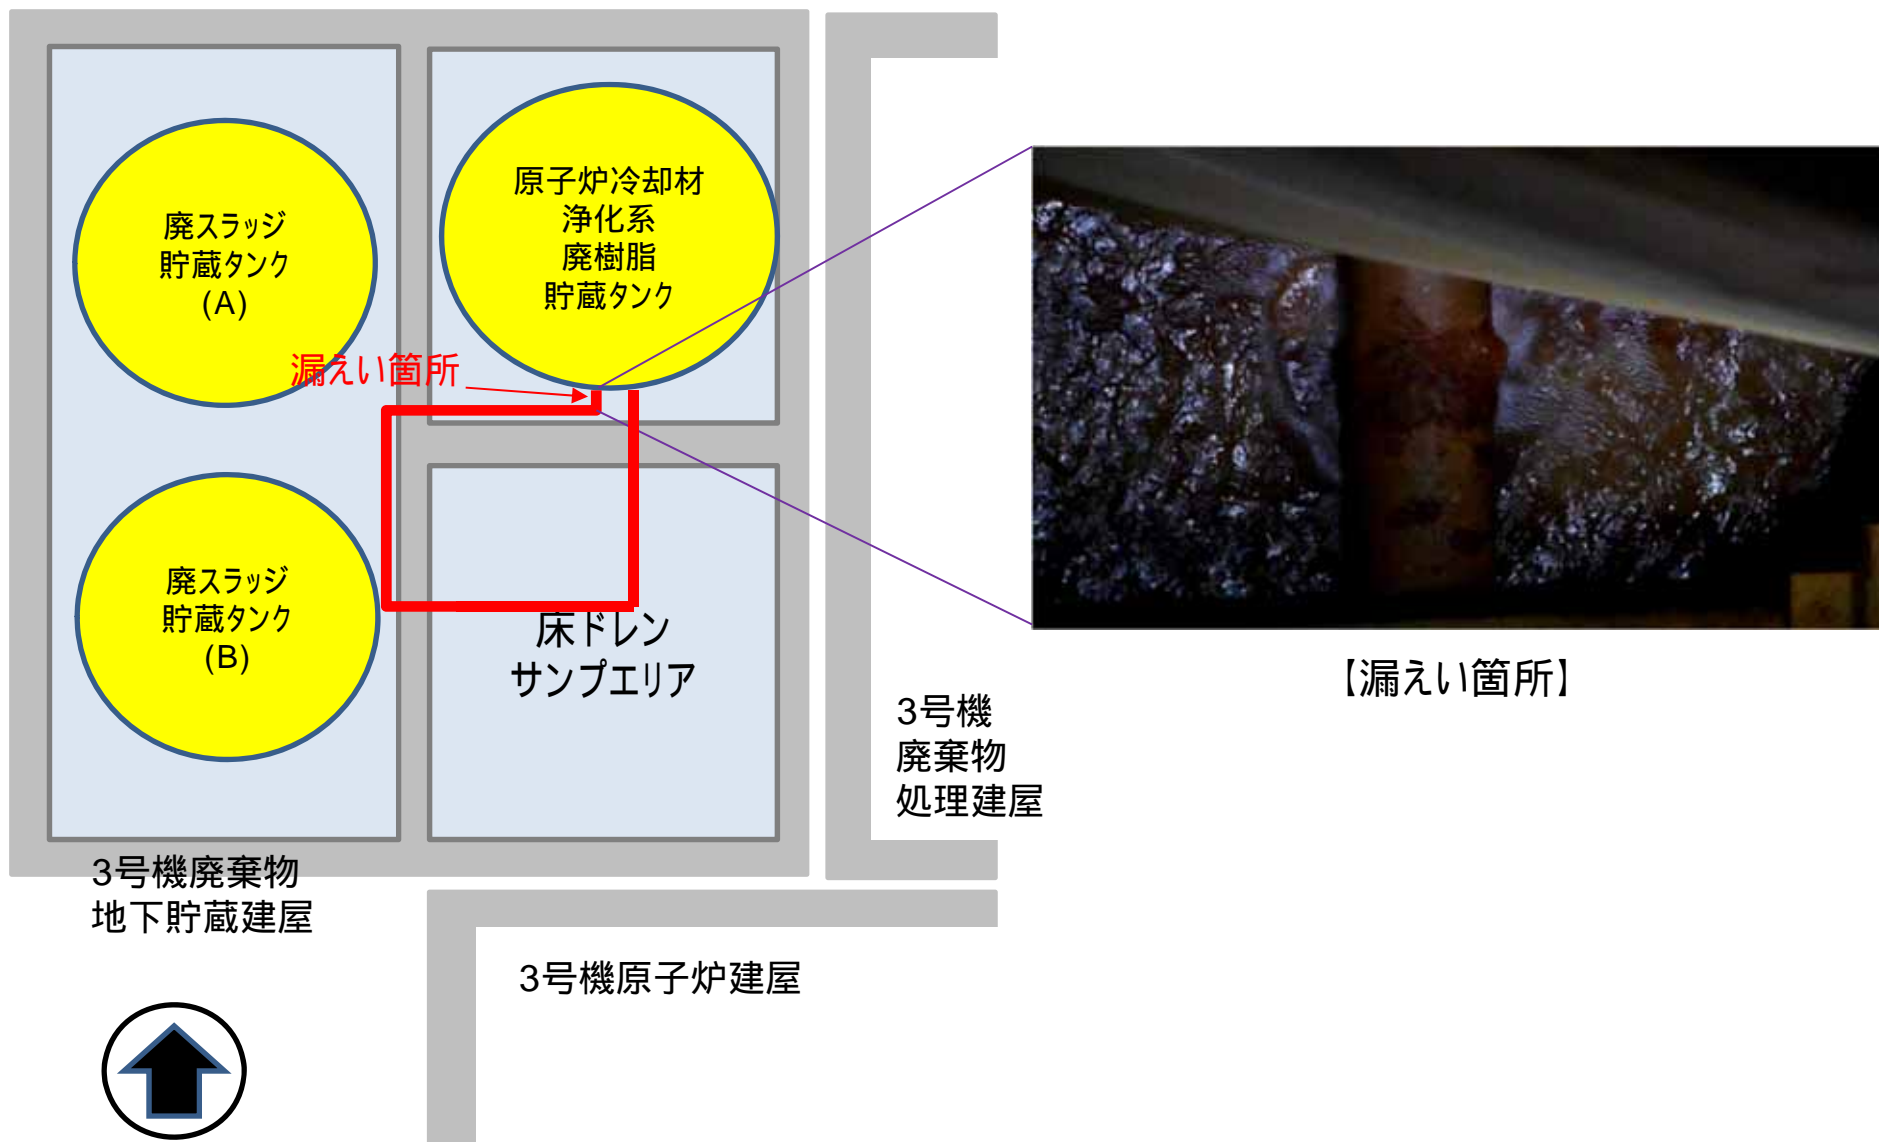 廃スラッジ
貯蔵タンク
(A)
原子炉冷却材
浄化系
廃樹脂
貯蔵タンク
漏えい箇所
廃スラッジ
貯蔵タンク
(B)
床ドレン
サンプエリア
【漏えい箇所】
3号機
廃棄物
処理建屋
3号機廃棄物
地下貯蔵建屋
3号機原子炉建屋